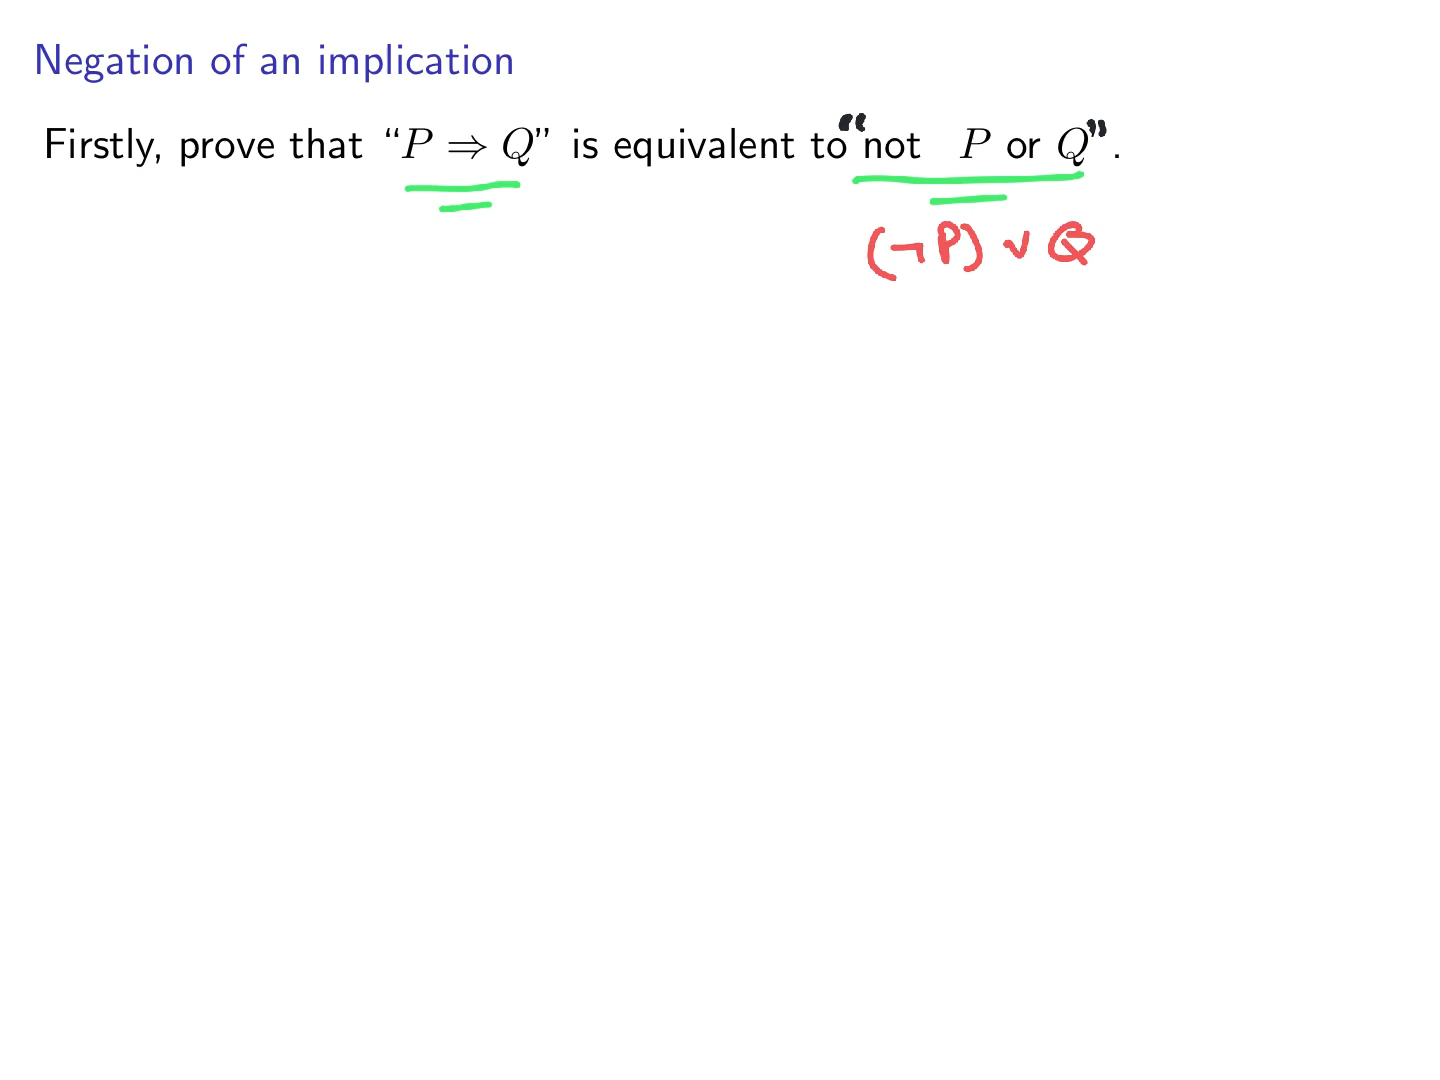 Negation of an implication
Firstly, prove that “P ⇒ Q” is equivalent to “not P or Q”.
(¬P) ∨ Q